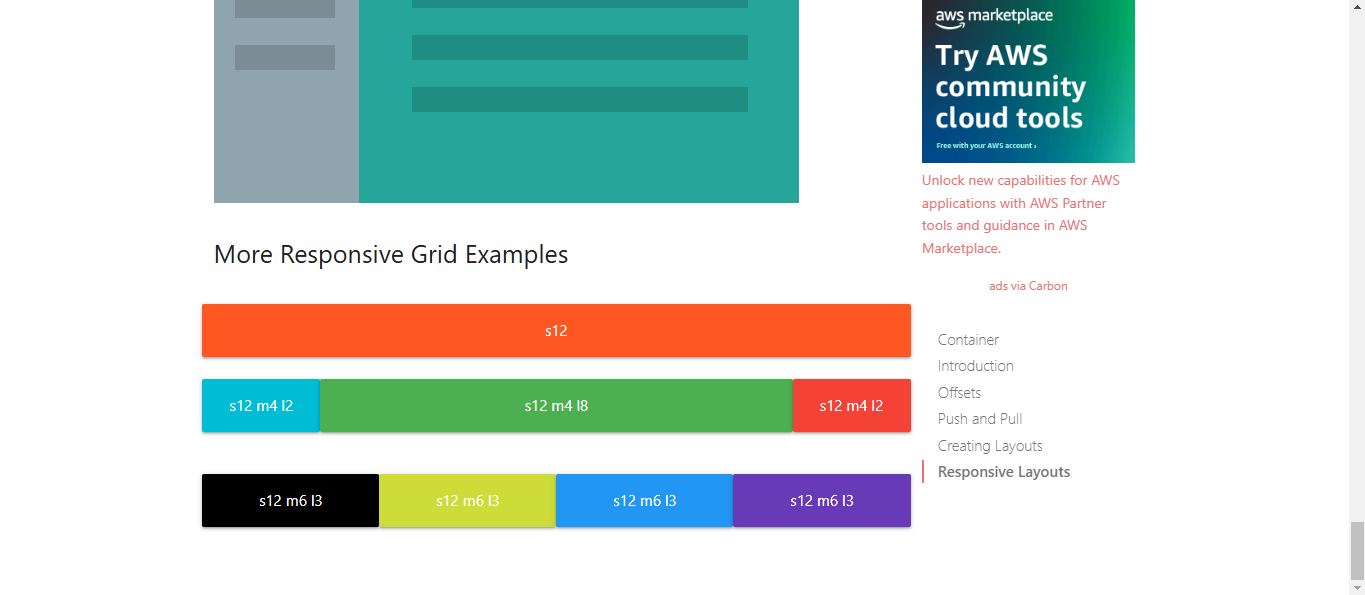 aws marketplace
Try AWS
community
cloud tools
Free with your AWS account ›
Unlock new capabilities for AWS
applications with AWS Partner
tools and guidance in AWS
Marketplace.
ads via Carbon
More Responsive Grid Examples
s12
s12 m4 l2
s12 m4 l8
s12 m4 l2
s12 m6 l3
s12 m6 l3
s12 m6 l3
s12 m6 l3
Container
Introduction
Offsets
Push and Pull
Creating Layouts
Responsive Layouts